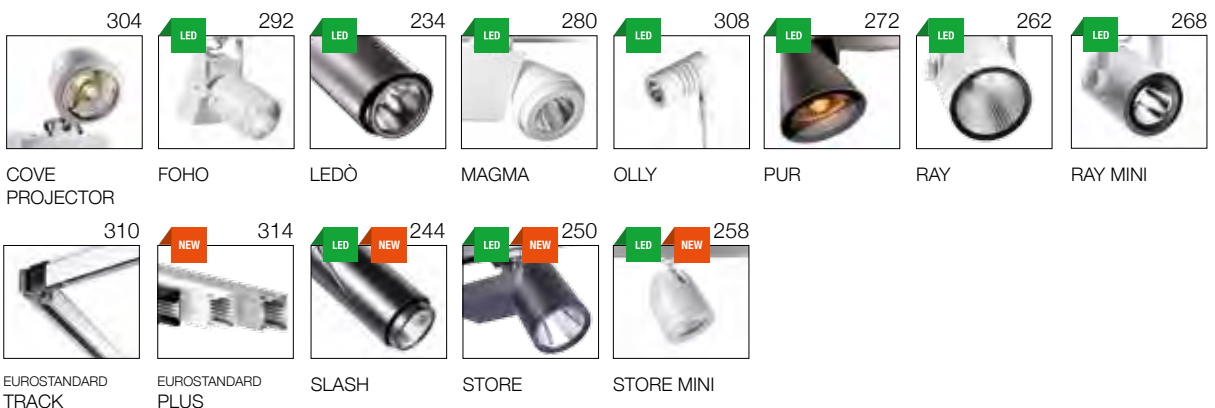 304 292 234 280 308 272 262 268
LED LED LED LED LED LED LED
COVE PROJECTOR FOHO LEDÒ MAGMA OLLY PUR RAY RAY MINI
310 314 244 250 258
NEW LED NEW LED NEW LED NEW
EUROSTANDARD TRACK EUROSTANDARD PLUS SLASH STORE STORE MINI